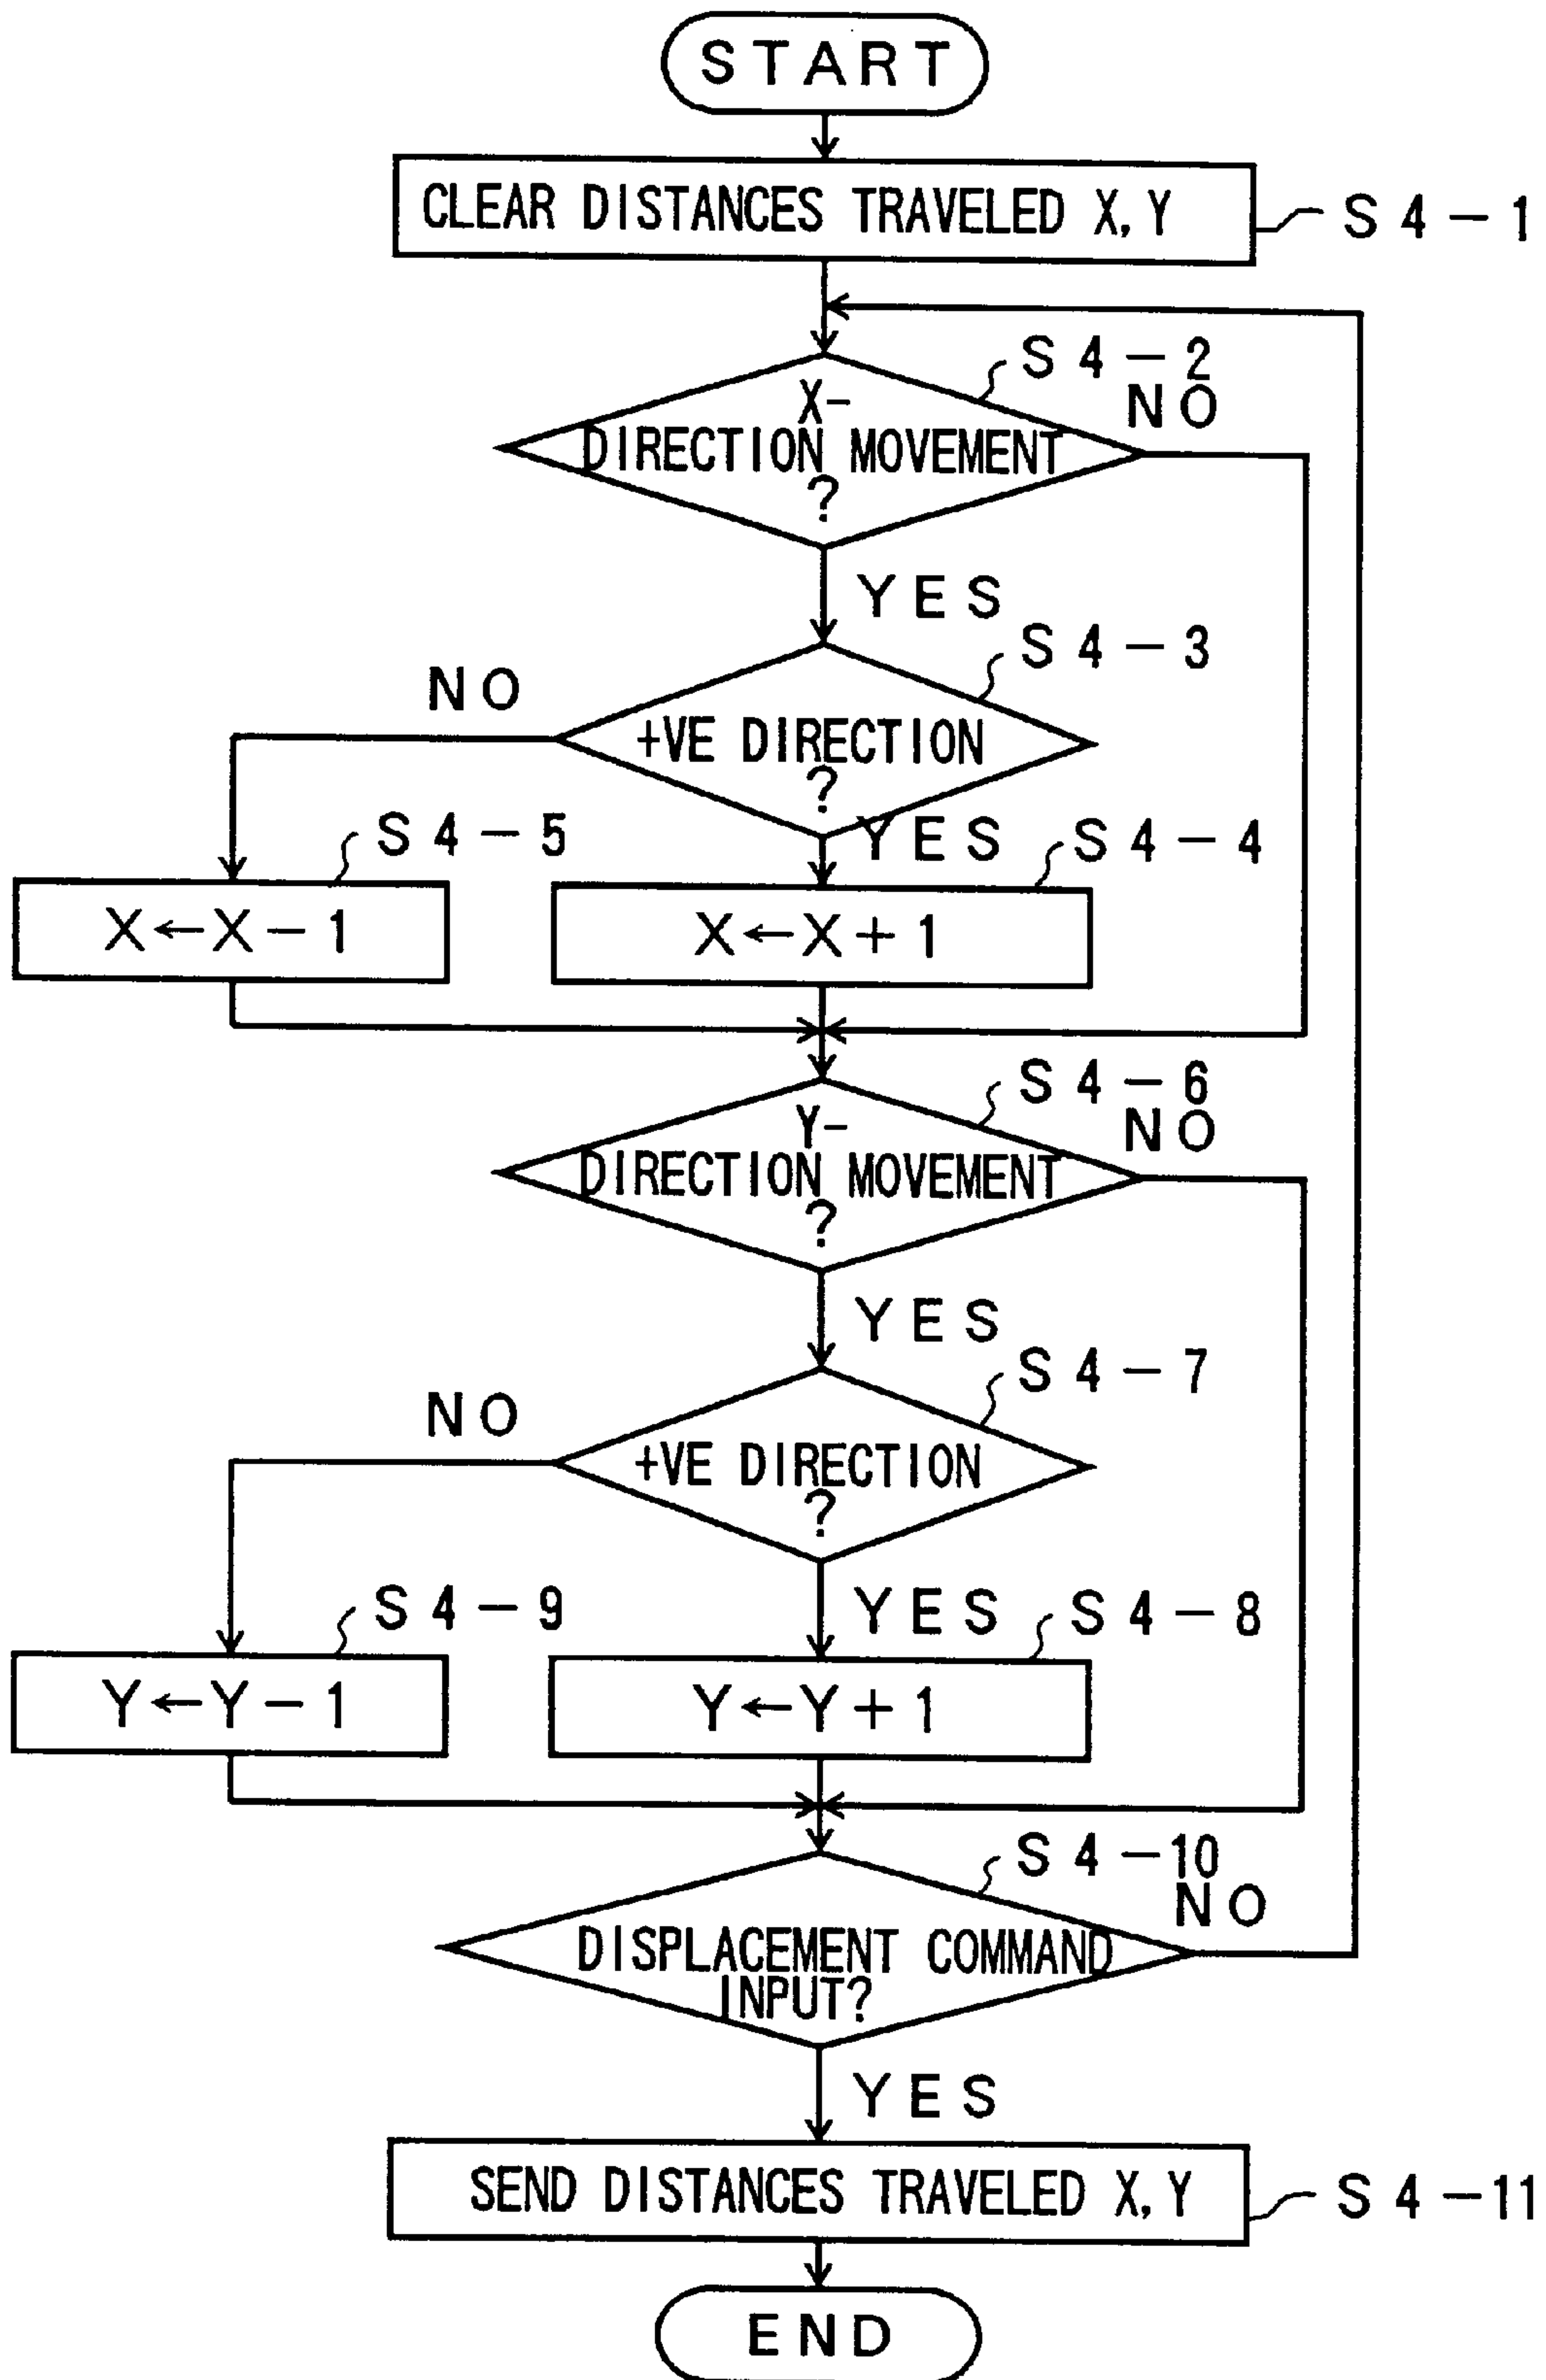 START
CLEAR DISTANCES TRAVELED X, Y
S4-1
S4-2
X-
DIRECTION MOVEMENT
?
NO
YES
S4-3
+VE DIRECTION
?
NO
YES
S4-5
X←X-1
S4-4
X←X+1
S4-6
Y-
DIRECTION MOVEMENT
?
NO
YES
S4-7
+VE DIRECTION
?
NO
YES
S4-9
Y←Y-1
S4-8
Y←Y+1
S4-10
DISPLACEMENT COMMAND
INPUT?
NO
YES
SEND DISTANCES TRAVELED X, Y
S4-11
END